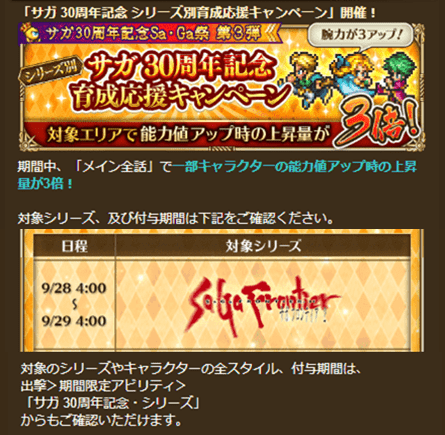 「サガ 30周年記念 シリーズ別育成応援キャンペーン」開催！
サガ30周年記念Sa・Ga祭 第3弾
腕力が3アップ！
シリーズ別
サガ 30周年記念
育成応援キャンペーン
対象エリアで能力値アップ時の上昇量が
3倍！
期間中、「メイン全話」で一部キャラクターの能力値アップ時の上昇
量が3倍！
対象シリーズ、及び付与期間は下記をご確認ください。
日程 対象シリーズ
9/28 4:00
～
9/29 4:00
SaGa Frontier
対象のシリーズやキャラクターの全スタイル、付与期間は、
出撃＞期間限定アビリティ＞
「サガ 30周年記念・シリーズ」
からもご確認いただけます。